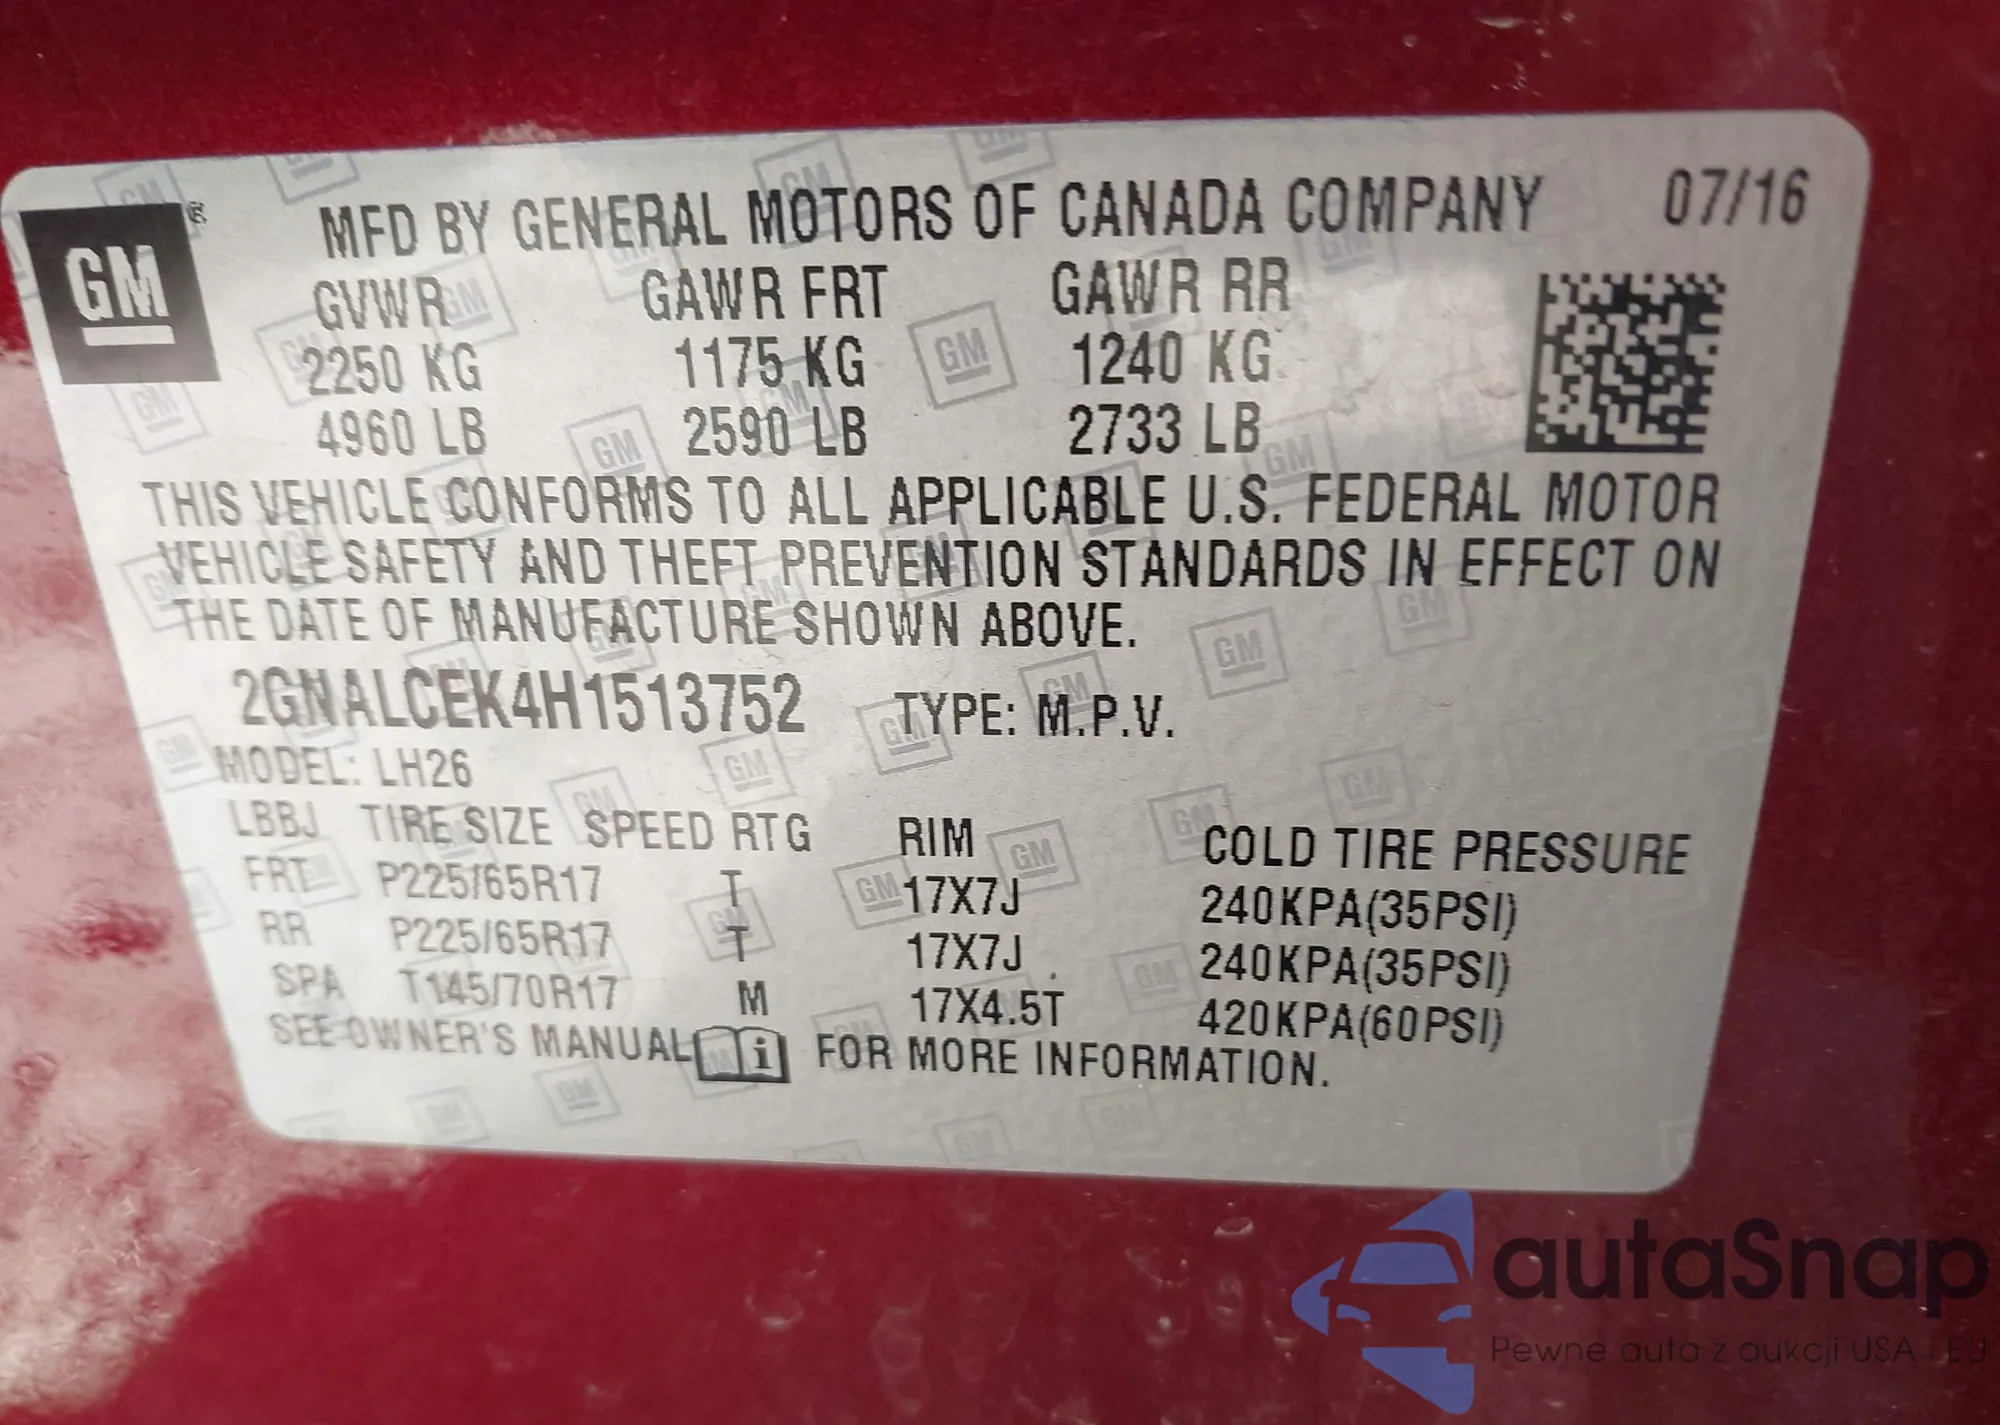 GM ® MFD BY GENERAL MOTORS OF CANADA COMPANY 07/16
GVWR GAWR FRT GAWR RR
2250 KG 1175 KG 1240 KG
4960 LB 2590 LB 2733 LB
THIS VEHICLE CONFORMS TO ALL APPLICABLE U.S. FEDERAL MOTOR
VEHICLE SAFETY AND THEFT PREVENTION STANDARDS IN EFFECT ON
THE DATE OF MANUFACTURE SHOWN ABOVE.
2GNALCEK4H1513752 TYPE: M.P.V.
MODEL: LH26
LBBJ TIRE SIZE SPEED RTG RIM COLD TIRE PRESSURE
FRT P225/65R17 T 17X7J 240KPA(35PSI)
RR P225/65R17 T 17X7J 240KPA(35PSI)
SPA T145/70R17 M 17X4.5T 420KPA(60PSI)
SEE OWNER'S MANUAL i FOR MORE INFORMATION.
autaSnap
Pewne auta z aukcji USA i EU